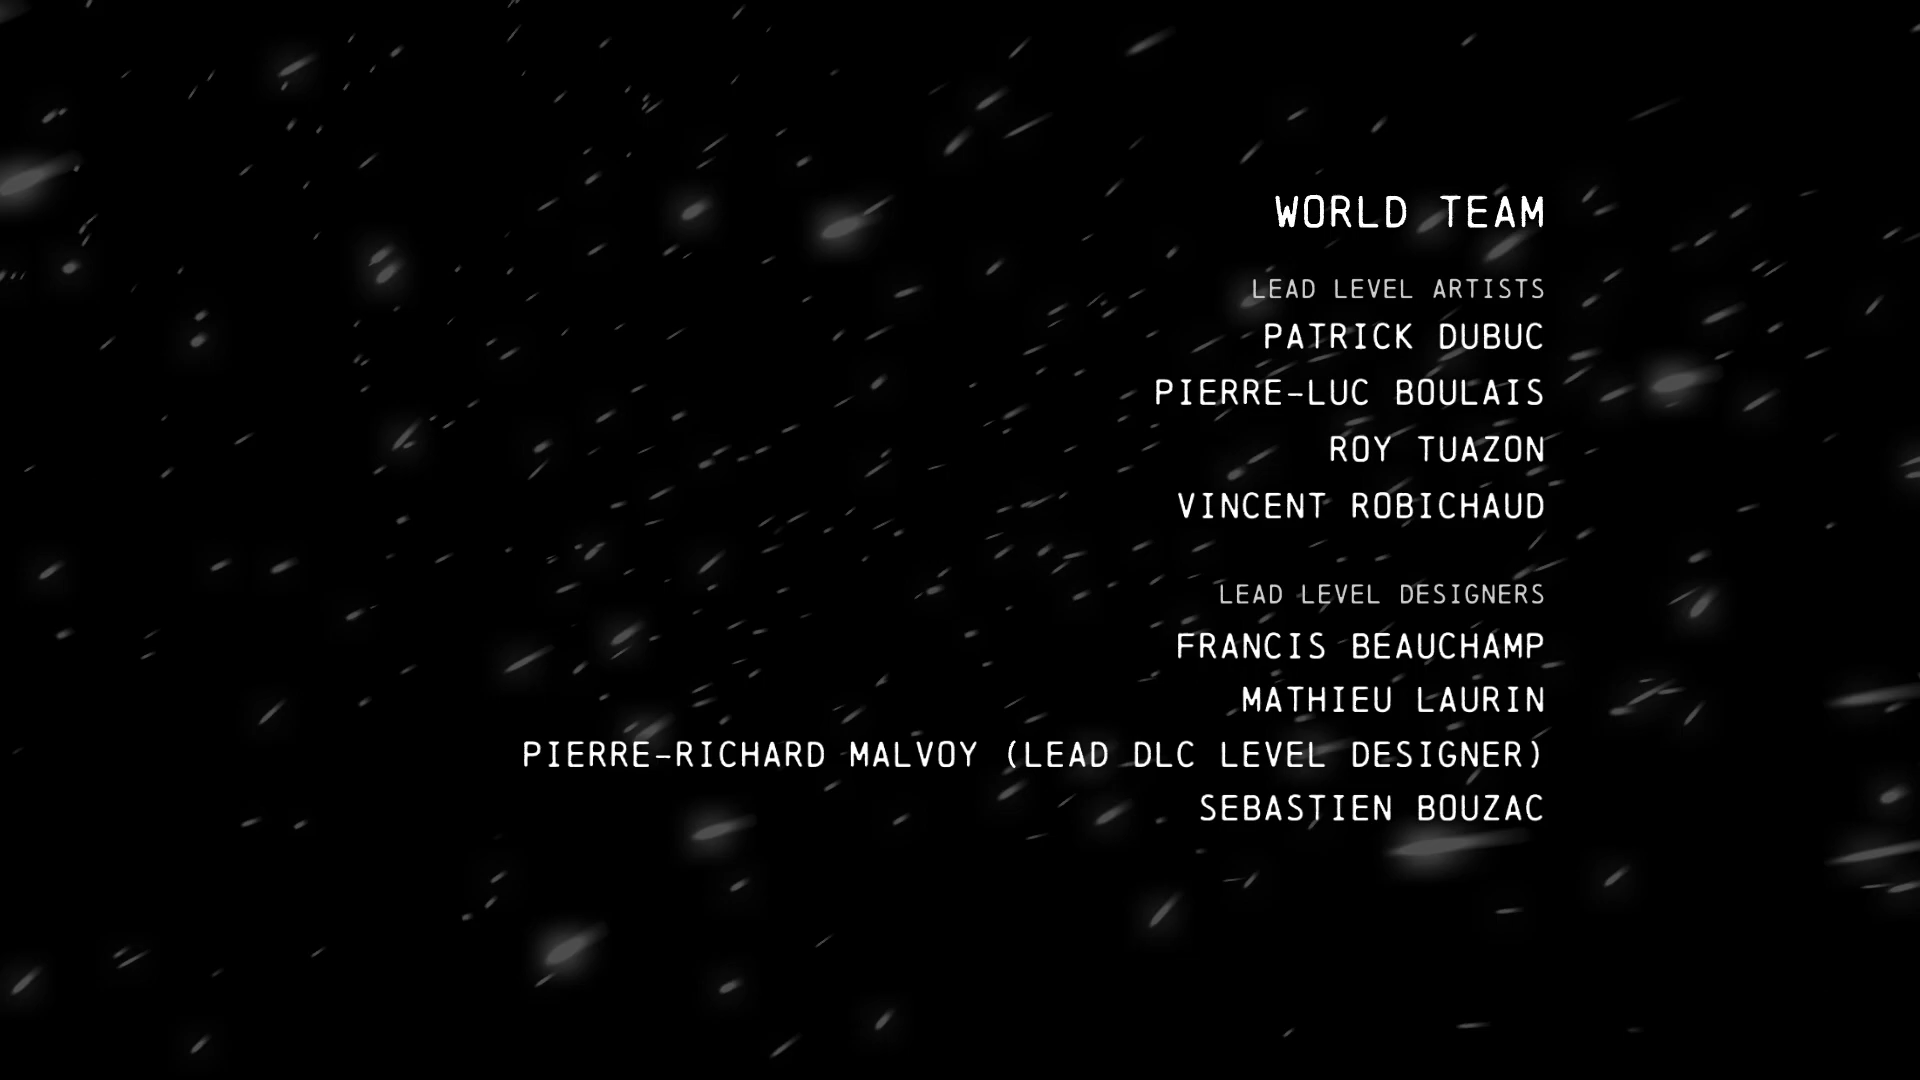 WORLD TEAM
LEAD LEVEL ARTISTS
PATRICK DUBUC
PIERRE-LUC BOULAIS
ROY TUAZON
VINCENT ROBICHAUD
LEAD LEVEL DESIGNERS
FRANCIS BEAUCHAMP
MATHIEU LAURIN
PIERRE-RICHARD MALVOY (LEAD DLC LEVEL DESIGNER)
SEBASTIEN BOUZAC